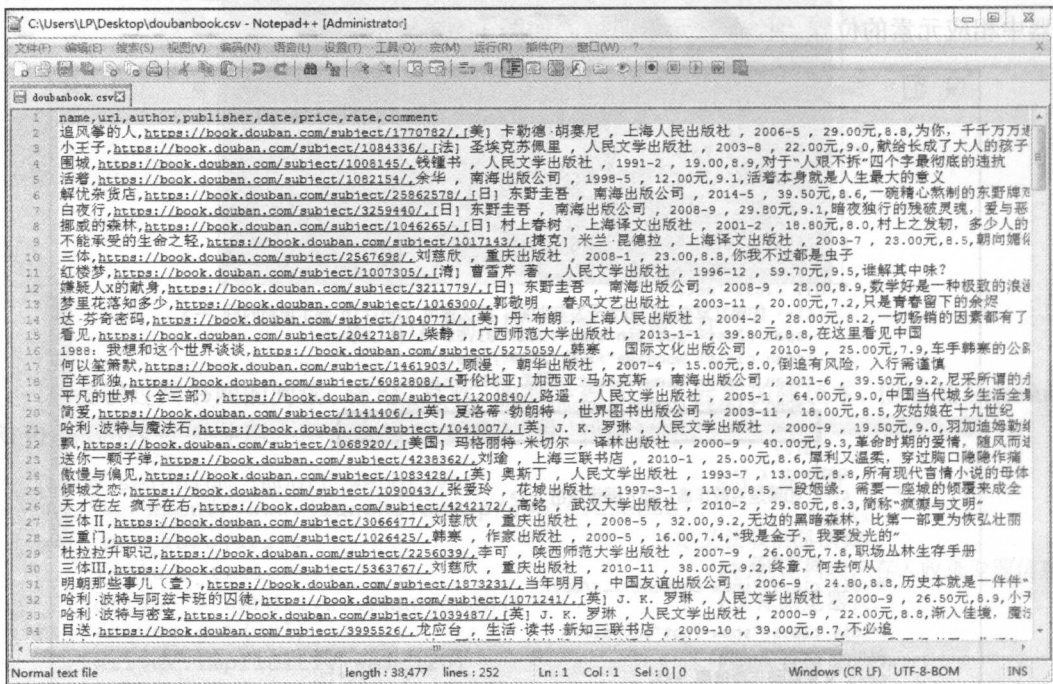 C:\Users\LP\Desktop\doubanbook.csv - Notepad++ [Administrator]
文件(F) 编辑(E) 搜索(S) 视图(V) 编码(N) 语言(L) 设置(T) 工具(O) 宏(M) 运行(R) 插件(P) 窗口(W) ?
doubanbook.csv
1 name,url,author,publisher,date,price,rate,comment
2 追风筝的人,https://book.douban.com/subject/1770782/,[美] 卡勒德·胡赛尼 , 上海人民出版社 , 2006-5 , 29.00元,8.8,为你，千千万万遍
3 小王子,https://book.douban.com/subject/1084336/,[法] 圣埃克苏佩里 , 人民文学出版社 , 2003-8 , 22.00元,9.0,献给长成了大人的孩子
4 围城,https://book.douban.com/subject/1008145/,钱锺书 , 人民文学出版社 , 1991-2 , 19.00,8.9,对于“人艰不拆”四个字最彻底的违抗
5 活着,https://book.douban.com/subject/1082154/,余华 , 南海出版公司 , 1998-5 , 12.00元,9.1,活着本身就是人生最大的意义
6 解忧杂货店,https://book.douban.com/subject/25862578/,[日] 东野圭吾 , 南海出版公司 , 2014-5 , 39.50元,8.6,一碗精心熬制的东野牌
7 白夜行,https://book.douban.com/subject/3259440/,[日] 东野圭吾 , 南海出版公司 , 2008-9 , 29.80元,9.1,暗夜独行的残破灵魂，爱与恶
8 挪威的森林,https://book.douban.com/subject/1046265/,[日] 村上春树 , 上海译文出版社 , 2001-2 , 18.80元,8.0,村上之发轫，多少人的
9 不能承受的生命之轻,https://book.douban.com/subject/1017143/,[捷克] 米兰·昆德拉 , 上海译文出版社 , 2003-7 , 23.00元,8.5,朝向媚俗
10 三体,https://book.douban.com/subject/2567698/,刘慈欣 , 重庆出版社 , 2008-1 , 23.00,8.8,你我不过都是虫子
11 红楼梦,https://book.douban.com/subject/1007305/,[清] 曹雪芹 著 , 人民文学出版社 , 1996-12 , 59.70元,9.5,谁解其中味?
12 嫌疑人x的献身,https://book.douban.com/subject/3211779/,[日] 东野圭吾 , 南海出版公司 , 2008-9 , 28.00,8.9,数学好是一种极致的浪漫
13 梦里花落知多少,https://book.douban.com/subject/1016300/,郭敬明 , 春风文艺出版社 , 2003-11 , 20.00元,7.2,只是青春留下的余烬
14 达·芬奇密码,https://book.douban.com/subject/1040771/,[美] 丹·布朗 , 上海人民出版社 , 2004-2 , 28.00元,8.2,一切畅销的因素都有了
15 看见,https://book.douban.com/subject/20427187/,柴静 , 广西师范大学出版社 , 2013-1-1 , 39.80元,8.8,在这里看见中国
16 1988：我想和这个世界谈谈,https://book.douban.com/subject/5275059/,韩寒 , 国际文化出版公司 , 2010-9 , 25.00元,7.9,车手韩寒的公路
17 何以笙箫默,https://book.douban.com/subject/1461903/,顾漫 , 朝华出版社 , 2007-4 , 15.00元,8.0,倒追有风险，入行需谨慎
18 百年孤独,https://book.douban.com/subject/6082808/,[哥伦比亚] 加西亚·马尔克斯 , 南海出版公司 , 2011-6 , 39.50元,9.2,尼采所谓的永
19 平凡的世界（全三部）,https://book.douban.com/subject/1200840/,路遥 , 人民文学出版社 , 2005-1 , 64.00元,9.0,中国当代城乡生活全景
20 简爱,https://book.douban.com/subject/1141406/,[英] 夏洛蒂·勃朗特 , 世界图书出版公司 , 2003-11 , 18.00元,8.5,灰姑娘在十九世纪
21 哈利·波特与魔法石,https://book.douban.com/subject/1041007/,[英] J. K. 罗琳 , 人民文学出版社 , 2000-9 , 19.50元,9.0,羽加迪姆勒维
22 飘,https://book.douban.com/subject/1068920/,[美国] 玛格丽特·米切尔 , 译林出版社 , 2000-9 , 40.00元,9.3,革命时期的爱情，随风而逝
23 送你一颗子弹,https://book.douban.com/subject/4238362/,刘瑜 , 上海三联书店 , 2010-1 , 25.00元,8.6,犀利又温柔，穿过胸口隐隐作痛
24 傲慢与偏见,https://book.douban.com/subject/1083428/,[英] 奥斯丁 , 人民文学出版社 , 1993-7 , 13.00元,8.8,所有现代言情小说的母体
25 倾城之恋,https://book.douban.com/subject/1090043/,张爱玲 , 花城出版社 , 1997-3-1 , 11.00,8.5,一段姻缘，需要一座城的倾覆来成全
26 天才在左 疯子在右,https://book.douban.com/subject/4242172/,高铭 , 武汉大学出版社 , 2010-2 , 29.80元,8.3,简称“疯癫与文明”
27 三体Ⅱ,https://book.douban.com/subject/3066477/,刘慈欣 , 重庆出版社 , 2008-5 , 32.00,9.2,无边的黑暗森林，比第一部更为恢弘壮丽
28 三重门,https://book.douban.com/subject/1026425/,韩寒 , 作家出版社 , 2000-5 , 16.00,7.4,“我是金子，我要发光的”
29 杜拉拉升职记,https://book.douban.com/subject/2256039/,李可 , 陕西师范大学出版社 , 2007-9 , 26.00元,7.8,职场丛林生存手册
30 三体Ⅲ,https://book.douban.com/subject/5363767/,刘慈欣 , 重庆出版社 , 2010-11 , 38.00元,9.2,终章，何去何从
31 明朝那些事儿（壹）,https://book.douban.com/subject/1873231/,当年明月 , 中国友谊出版公司 , 2006-9 , 24.80,8.8,历史本就是一件件“
32 哈利·波特与阿兹卡班的囚徒,https://book.douban.com/subject/1071241/,[英] J. K. 罗琳 , 人民文学出版社 , 2000-9 , 26.50元,8.9,小天
33 哈利·波特与密室,https://book.douban.com/subject/1039487/,[英] J. K. 罗琳 , 人民文学出版社 , 2000-9 , 22.00元,8.8,渐入佳境，魔法
34 目送,https://book.douban.com/subject/3995526/,龙应台 , 生活·读书·新知三联书店 , 2009-10 , 39.00元,8.7,不必追
Normal text file length : 38,477 lines : 252 Ln : 1 Col : 1 Sel : 0 | 0 Windows (CR LF) UTF-8-BOM INS